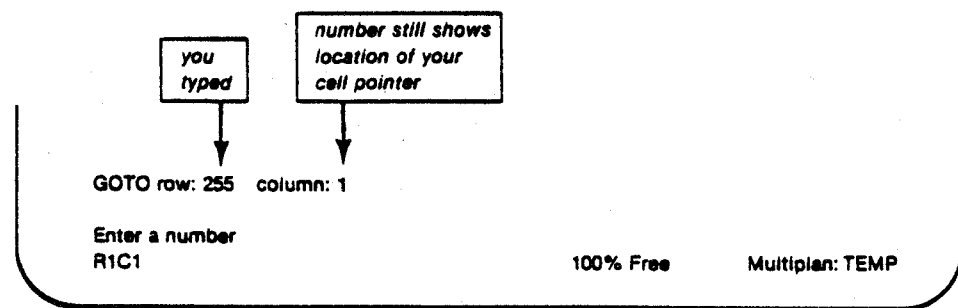 you
typed
number still shows
location of your
cell pointer
GOTO row: 255 column: 1
Enter a number
R1C1 100% Free Multiplan: TEMP